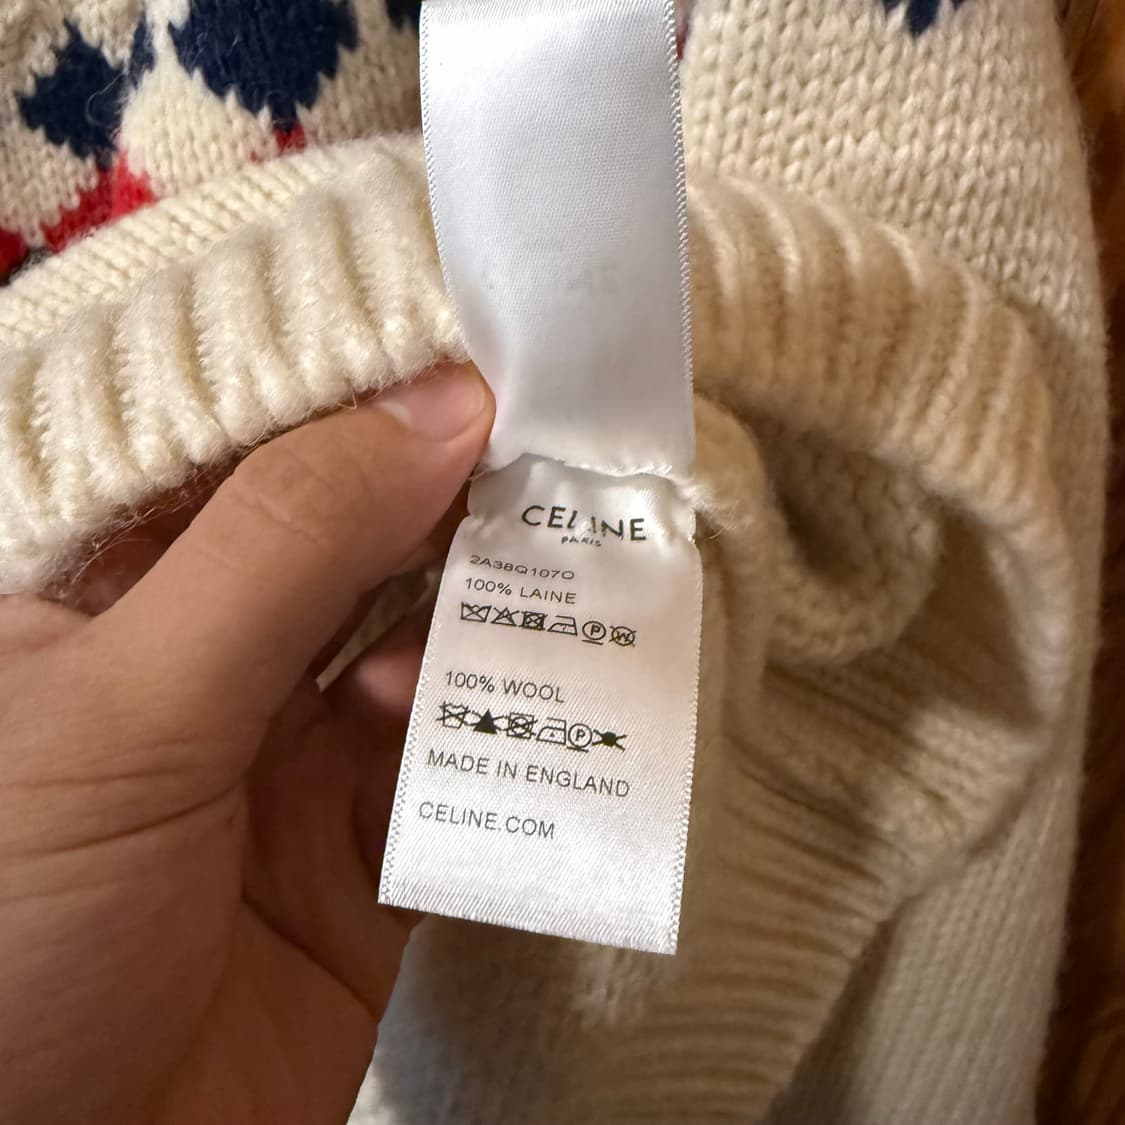 CELINE
PARIS
2A38Q107O
100% LAINE
100% WOOL
MADE IN ENGLAND
CELINE.COM